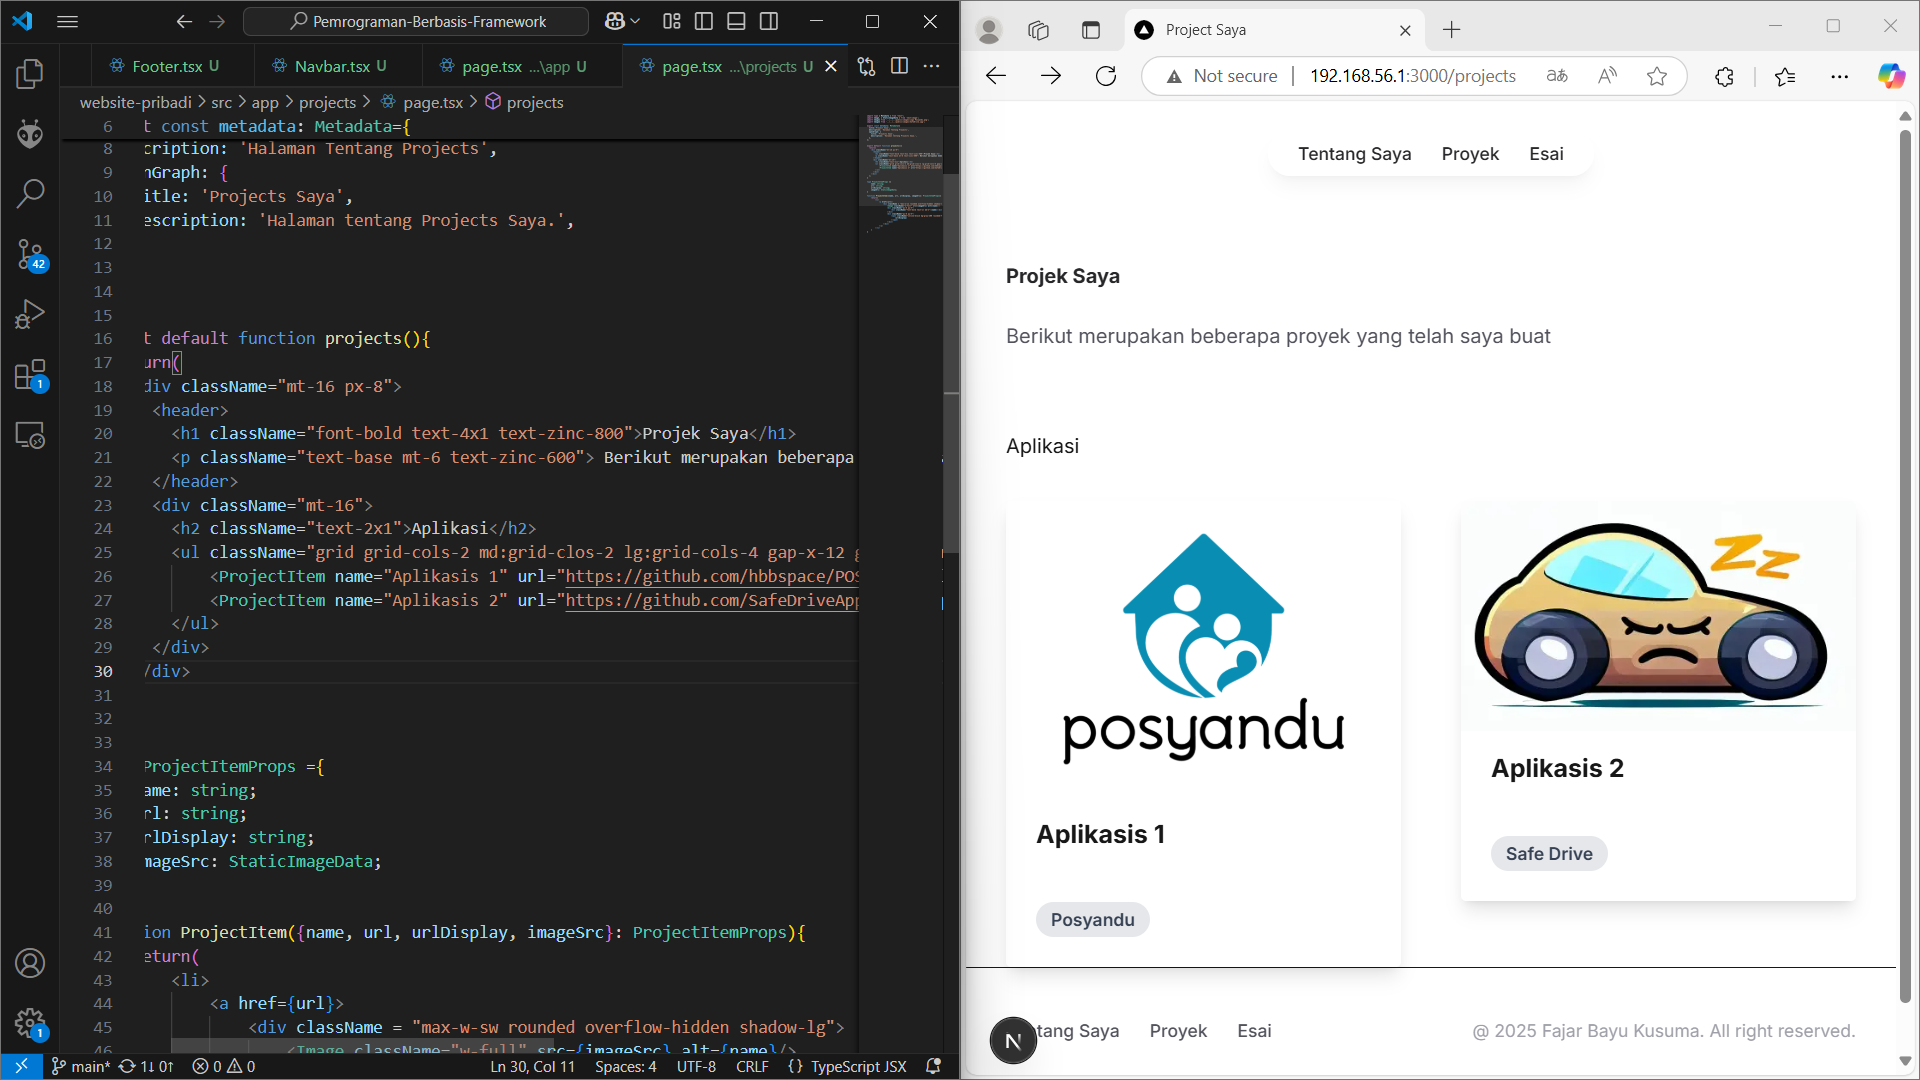 Pemrograman-Berbasis-Framework
Footer.tsx U
Navbar.tsx U
page.tsx ...\app U
page.tsx ...\projects U
website-pribadi > src > app > projects > page.tsx > projects
6 t const metadata: Metadata={
8 cription: 'Halaman Tentang Projects',
9 nGraph: {
10 itle: 'Projects Saya',
11 escription: 'Halaman tentang Projects Saya.',
12
13
14
15
16 t default function projects(){
17 urn(
18 div className="mt-16 px-8">
19 <header>
20 <h1 className="font-bold text-4x1 text-zinc-800">Projek Saya</h1>
21 <p className="text-base mt-6 text-zinc-600"> Berikut merupakan beberapa
22 </header>
23 <div className="mt-16">
24 <h2 className="text-2x1">Aplikasi</h2>
25 <ul className="grid grid-cols-2 md:grid-clos-2 lg:grid-cols-4 gap-x-12 g
26 <ProjectItem name="Aplikasis 1" url="https://github.com/hbbspace/POS
27 <ProjectItem name="Aplikasis 2" url="https://github.com/SafeDriveApp
28 </ul>
29 </div>
30 /div>
31
32
33
34 ProjectItemProps ={
35 ame: string;
36 rl: string;
37 rlDisplay: string;
38 mageSrc: StaticImageData;
39
40
41 ion ProjectItem({name, url, urlDisplay, imageSrc}: ProjectItemProps){
42 eturn(
43 <li>
44 <a href={url}>
45 <div className = "max-w-sw rounded overflow-hidden shadow-lg">
46 <Image className="w-full" src={imageSrc} alt={name}/>
42
1
1
main* 1↓ 0↑ 0 0 Ln 30, Col 11 Spaces: 4 UTF-8 CRLF {} TypeScript JSX
Project Saya
Not secure | 192.168.56.1:3000/projects
Tentang Saya Proyek Esai
Projek Saya
Berikut merupakan beberapa proyek yang telah saya buat
Aplikasi
posyandu
Aplikasis 1
Posyandu
Zz
Aplikasis 2
Safe Drive
N
tang Saya Proyek Esai
@ 2025 Fajar Bayu Kusuma. All right reserved.